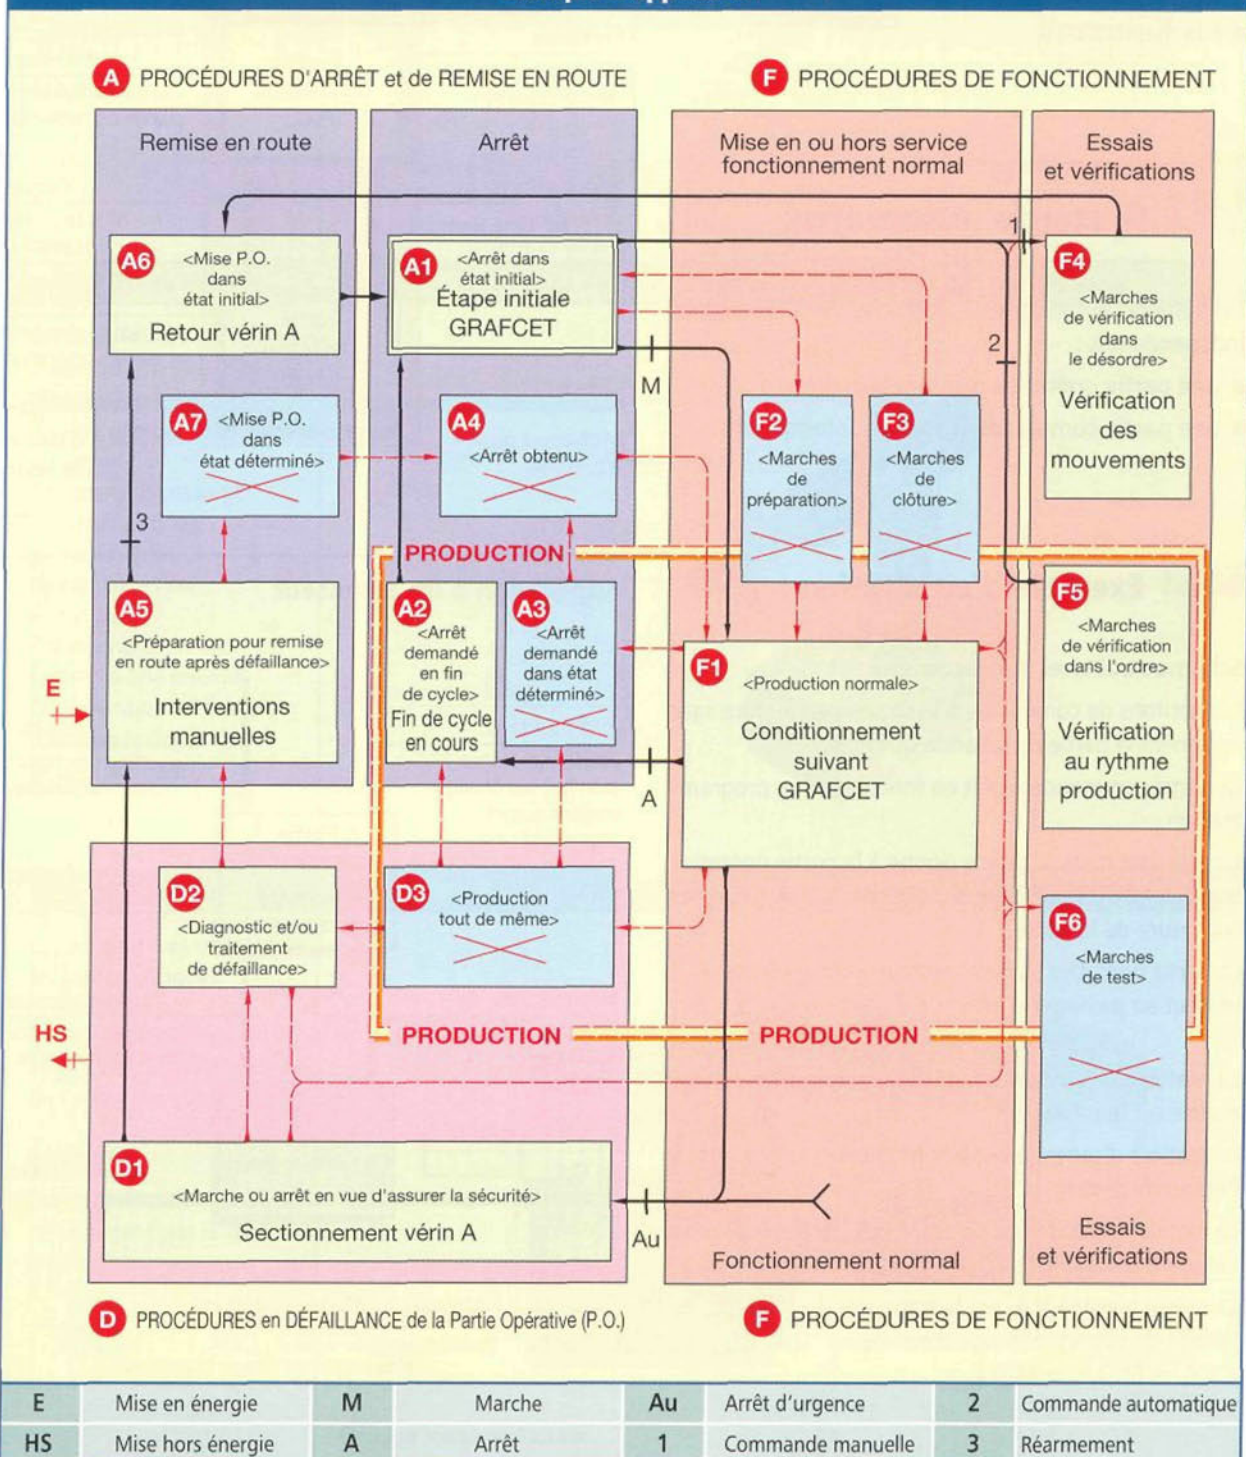 A PROCÉDURES D'ARRÊT et de REMISE EN ROUTE
F PROCÉDURES DE FONCTIONNEMENT
Remise en route
Arrêt
Mise en ou hors service
fonctionnement normal
Essais
et vérifications
A6
<Mise P.O.
dans
état initial>
Retour vérin A
A1
<Arrêt dans
état initial>
Étape initiale
GRAFCET
1
F4
<Marches
de vérification
dans
le désordre>
Vérification
des
mouvements
2
M
A7
<Mise P.O.
dans
état déterminé>
A4
<Arrêt obtenu>
F2
<Marches
de
préparation>
F3
<Marches
de
clôture>
3
PRODUCTION
A5
<Préparation pour remise
en route après défaillance>
Interventions
manuelles
E
A2
<Arrêt
demandé
en fin
de cycle>
Fin de cycle
en cours
A3
<Arrêt
demandé
dans état
déterminé>
F1
<Production normale>
Conditionnement
suivant
GRAFCET
F5
<Marches
de vérification
dans l'ordre>
Vérification
au rythme
production
A
D2
<Diagnostic et/ou
traitement
de défaillance>
D3
<Production
tout de même>
F6
<Marches
de test>
HS
PRODUCTION
PRODUCTION
D1
<Marche ou arrêt en vue d'assurer la sécurité>
Sectionnement vérin A
Au
Fonctionnement normal
Essais
et vérifications
D PROCÉDURES en DÉFAILLANCE de la Partie Opérative (P.O.)
F PROCÉDURES DE FONCTIONNEMENT
E Mise en énergie M Marche Au Arrêt d'urgence 2 Commande automatique
HS Mise hors énergie A Arrêt 1 Commande manuelle 3 Réarmement